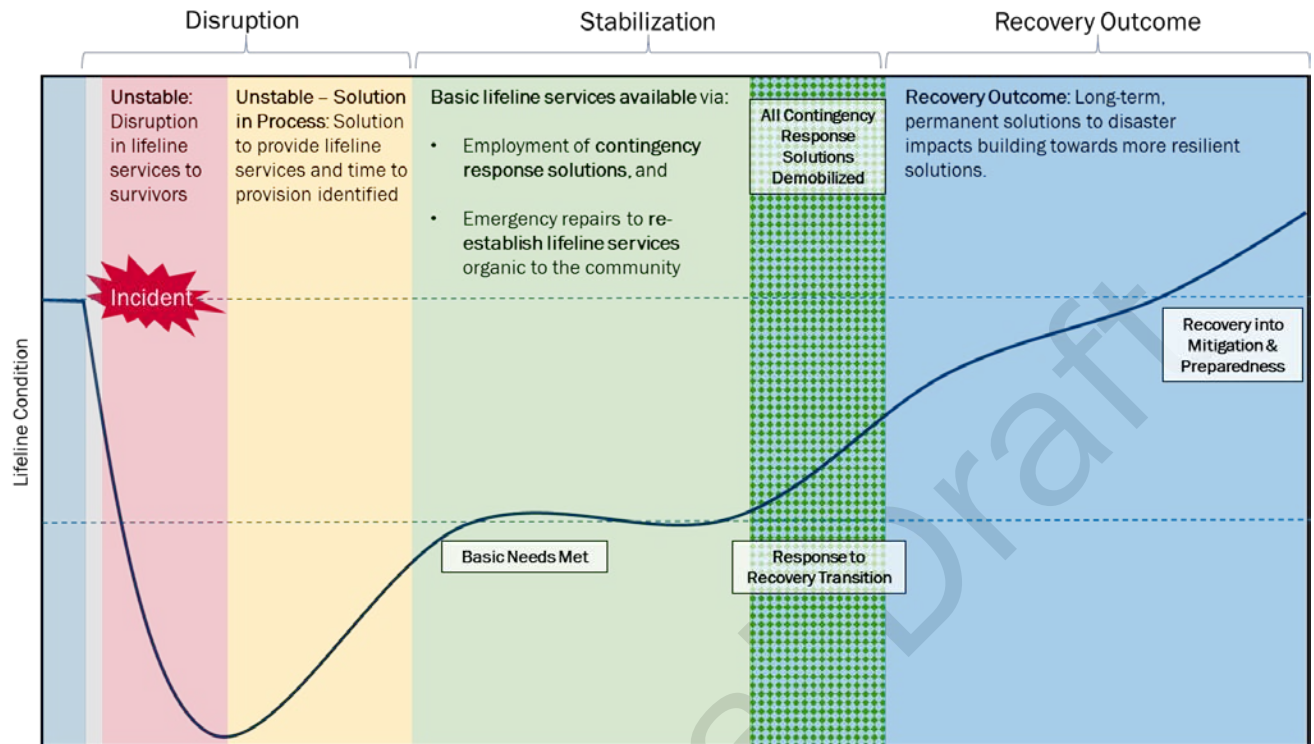 Disruption
Stabilization
Recovery Outcome
Unstable:
Disruption
in lifeline
services to
survivors
Unstable – Solution
in Process: Solution
to provide lifeline
services and time to
provision identified
Basic lifeline services available via:
• Employment of contingency
response solutions, and
• Emergency repairs to re-
establish lifeline services
organic to the community
All Contingency
Response
Solutions
Demobilized
Recovery Outcome: Long-term,
permanent solutions to disaster
impacts building towards more resilient
solutions.
Incident
Lifeline Condition
Recovery into
Mitigation &
Preparedness
Basic Needs Met
Response to
Recovery Transition
Draft